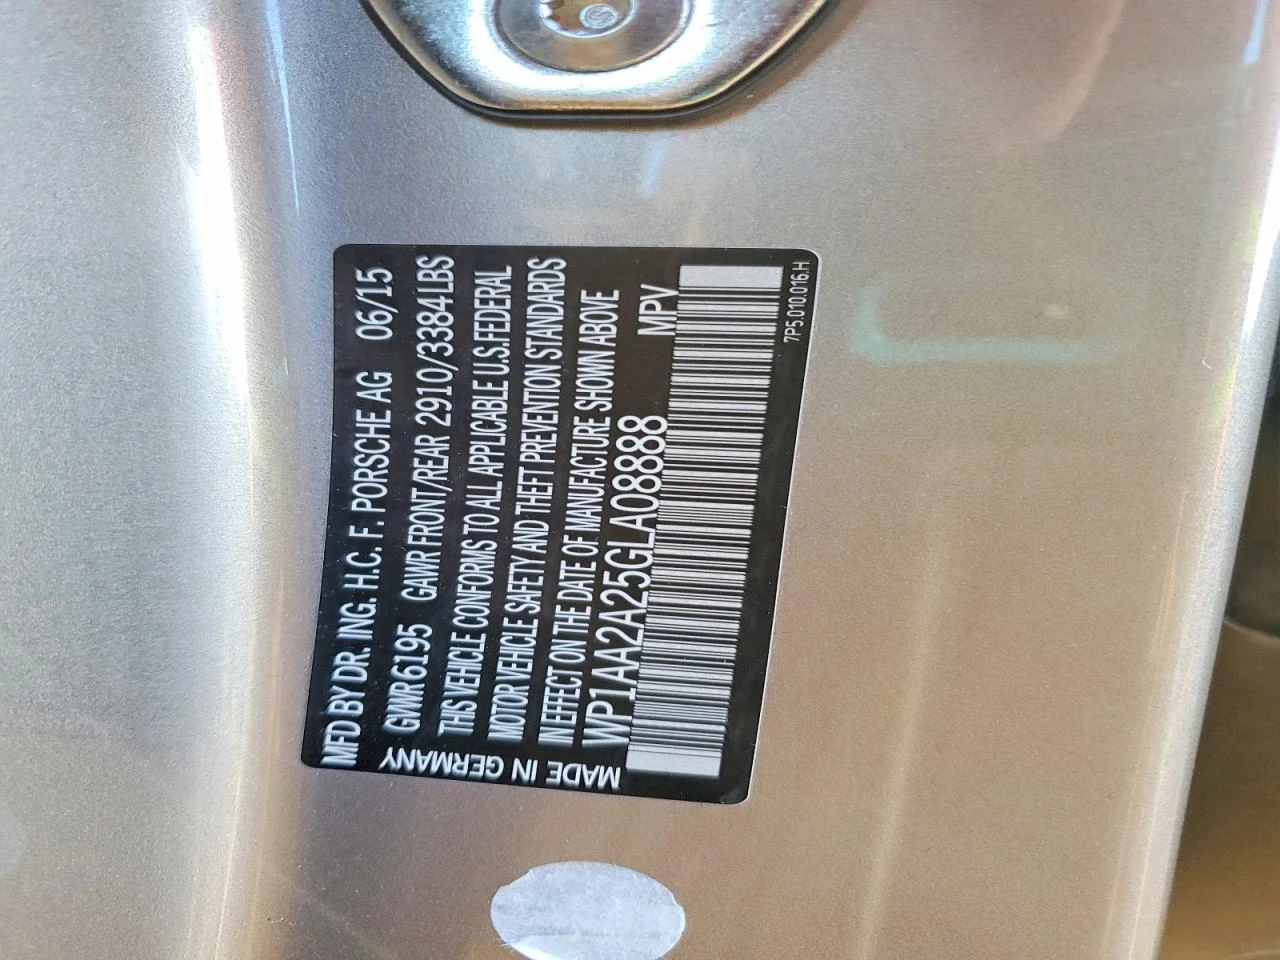 MFD BY DR. ING. H.C. F. PORSCHE AG 06/15
GVWR 6195 GAWR FRONT/REAR 2910/3384 LBS
THIS VEHICLE CONFORMS TO ALL APPLICABLE U.S. FEDERAL
MOTOR VEHICLE SAFETY AND THEFT PREVENTION STANDARDS
IN EFFECT ON THE DATE OF MANUFACTURE SHOWN ABOVE
WP1AA2A25GLA08888 MPV
MADE IN GERMANY
7P5.010.016.H